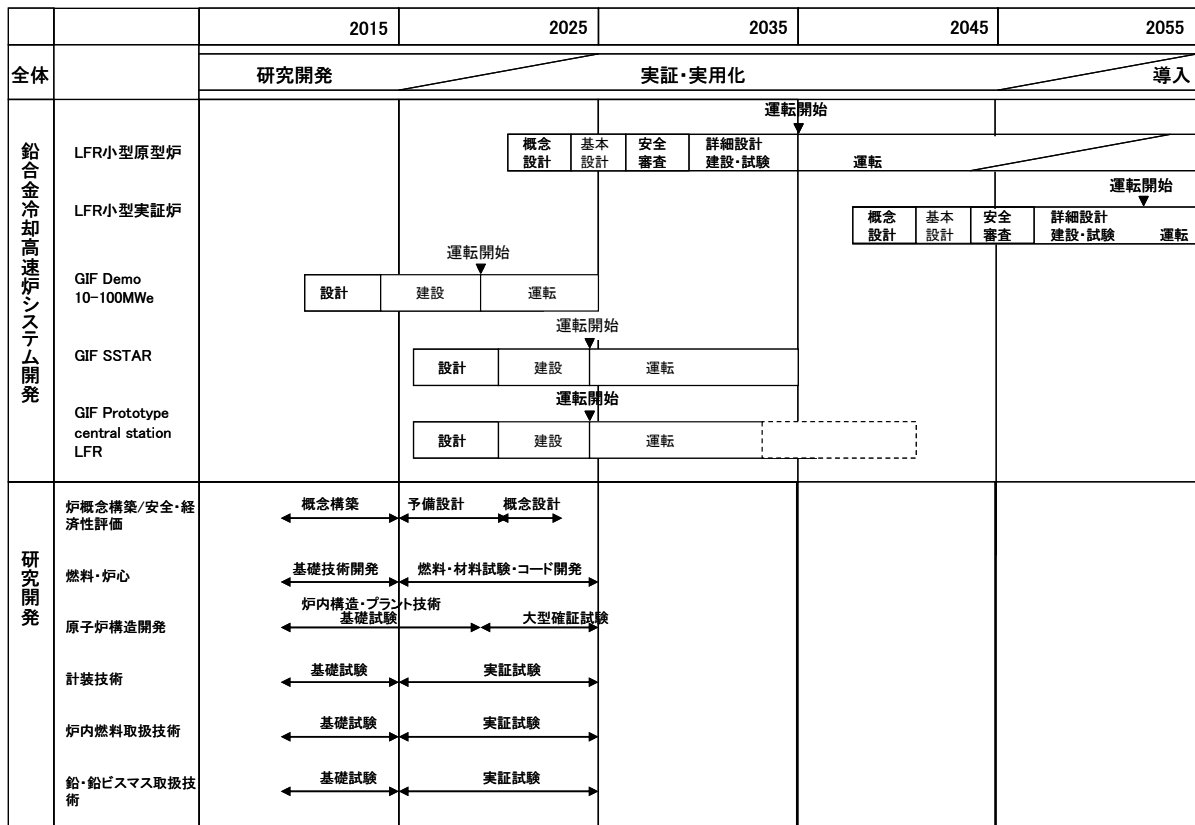 2015 2025 2035 2045 2055
全体 研究開発 実証・実用化 導入
鉛合金冷却高速炉システム開発
運転開始
LFR小型原型炉
概念
設計
基本
設計
安全
審査
詳細設計
建設・試験
運転
運転開始
LFR小型実証炉
概念
設計
基本
設計
安全
審査
詳細設計
建設・試験 運転
運転開始
GIF Demo
10-100MWe
設計 建設 運転
運転開始
GIF SSTAR
設計 建設 運転
運転開始
GIF Prototype
central station
LFR
設計 建設 運転
研究開発
炉概念構築/安全・経
済性評価
概念構築 予備設計 概念設計
燃料・炉心
基礎技術開発 燃料・材料試験・コード開発
原子炉構造開発
炉内構造・プラント技術
基礎試験 大型確証試験
計装技術
基礎試験 実証試験
炉内燃料取扱技術
基礎試験 実証試験
鉛・鉛ビスマス取扱技
術
基礎試験 実証試験